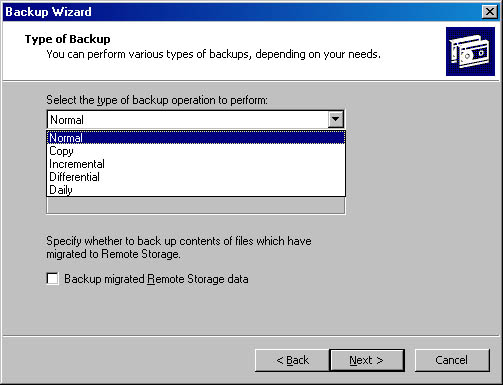 Backup Wizard
Type of Backup
You can perform various types of backups, depending on your needs.
Select the type of backup operation to perform:
Normal
Normal
Copy
Incremental
Differential
Daily
Specify whether to back up contents of files which have
migrated to Remote Storage.
Backup migrated Remote Storage data
< Back
Next >
Cancel